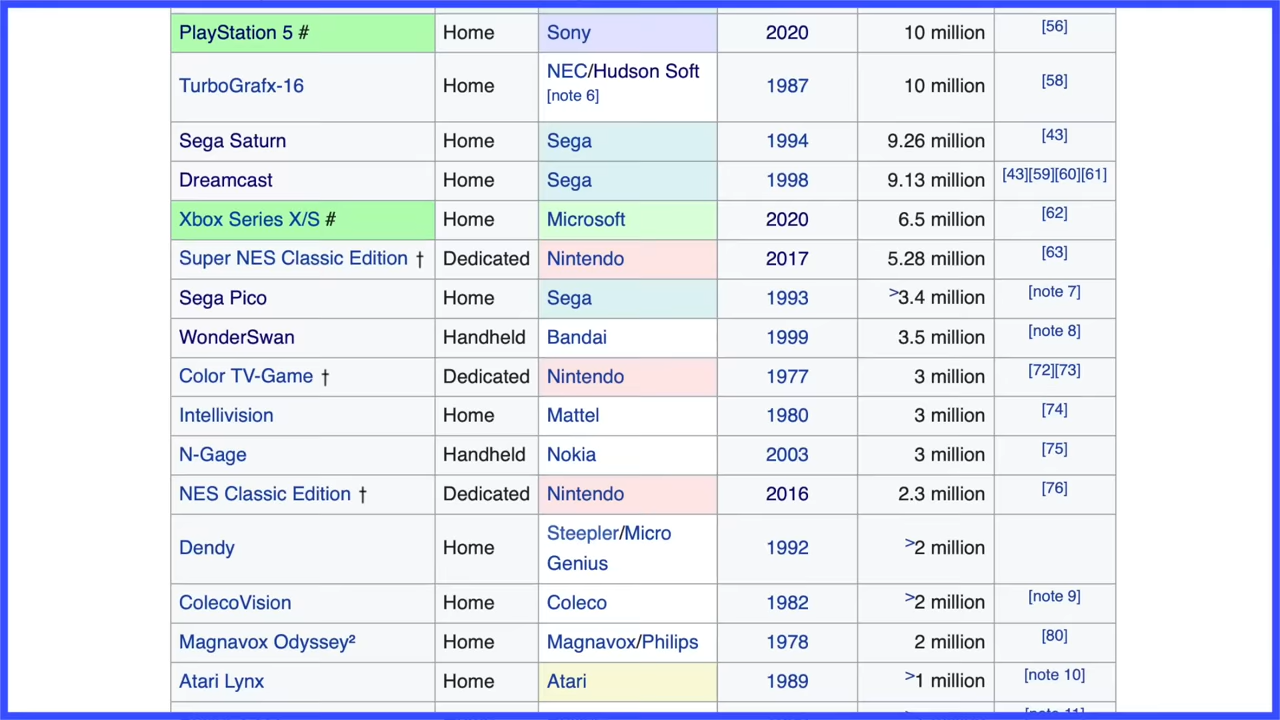 PlayStation 5 # Home Sony 2020 10 million [56]
TurboGrafx-16 Home NEC/Hudson Soft [note 6] 1987 10 million [58]
Sega Saturn Home Sega 1994 9.26 million [43]
Dreamcast Home Sega 1998 9.13 million [43][59][60][61]
Xbox Series X/S # Home Microsoft 2020 6.5 million [62]
Super NES Classic Edition † Dedicated Nintendo 2017 5.28 million [63]
Sega Pico Home Sega 1993 >3.4 million [note 7]
WonderSwan Handheld Bandai 1999 3.5 million [note 8]
Color TV-Game † Dedicated Nintendo 1977 3 million [72][73]
Intellivision Home Mattel 1980 3 million [74]
N-Gage Handheld Nokia 2003 3 million [75]
NES Classic Edition † Dedicated Nintendo 2016 2.3 million [76]
Dendy Home Steepler/Micro Genius 1992 >2 million
ColecoVision Home Coleco 1982 >2 million [note 9]
Magnavox Odyssey² Home Magnavox/Philips 1978 2 million [80]
Atari Lynx Home Atari 1989 >1 million [note 10]